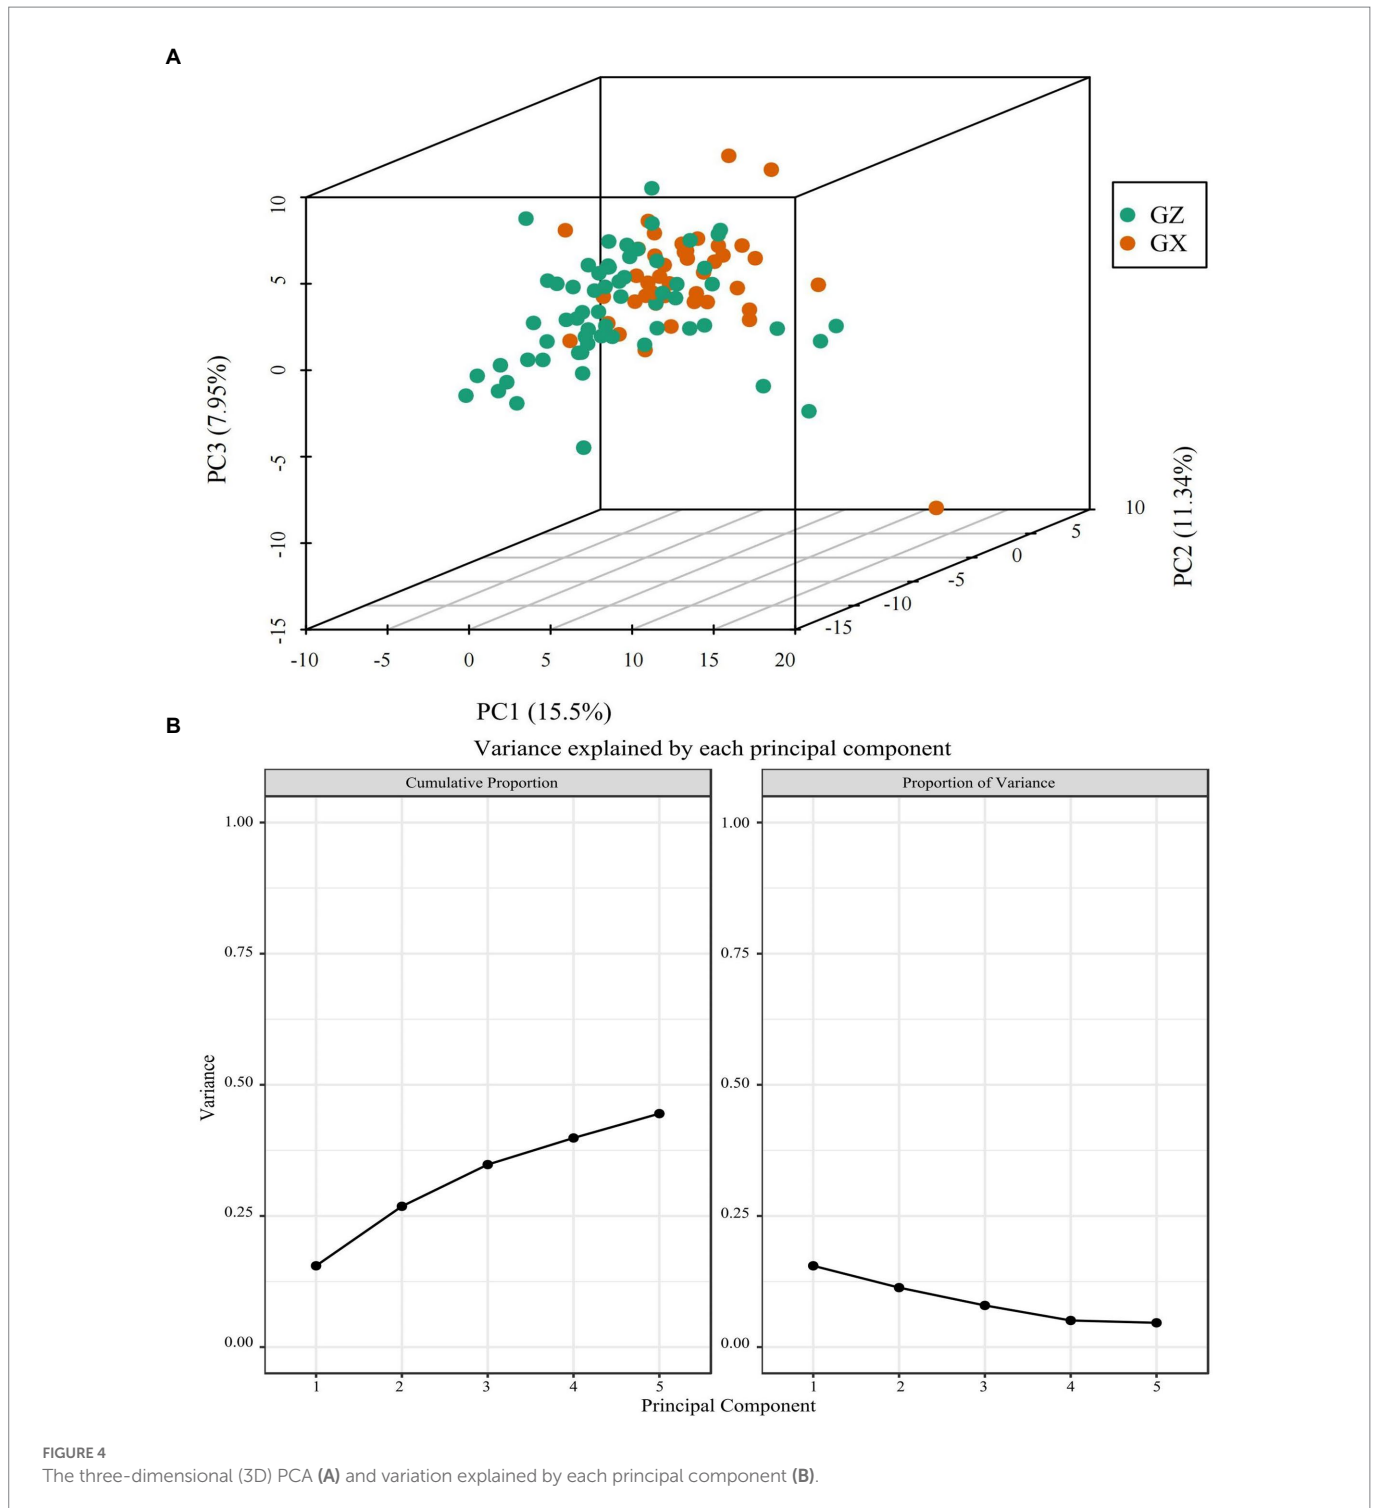 A
10
5
0
-5
-10
-15
PC3 (7.95%)
-10 -5 0 5 10 15 20
PC1 (15.5%)
-15
-10
-5
0
5
10
PC2 (11.34%)
GZ
GX
B
Variance explained by each principal component
Cumulative Proportion
Proportion of Variance
1.00
0.75
0.50
0.25
0.00
1.00
0.75
0.50
0.25
0.00
Variance
1 2 3 4 5
1 2 3 4 5
Principal Component
FIGURE 4
The three-dimensional (3D) PCA (A) and variation explained by each principal component (B).